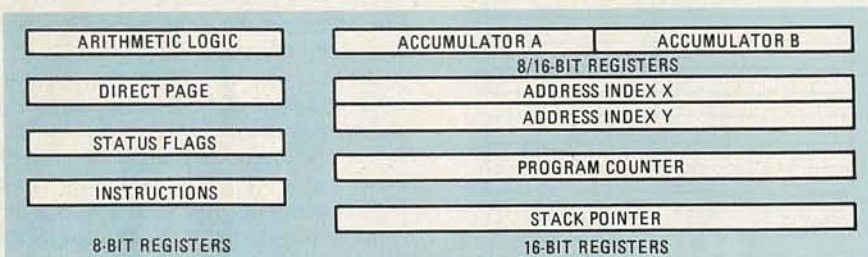 ARITHMETIC LOGIC
DIRECT PAGE
STATUS FLAGS
INSTRUCTIONS
8-BIT REGISTERS
ACCUMULATOR A ACCUMULATOR B
8/16-BIT REGISTERS
ADDRESS INDEX X
ADDRESS INDEX Y
PROGRAM COUNTER
STACK POINTER
16-BIT REGISTERS